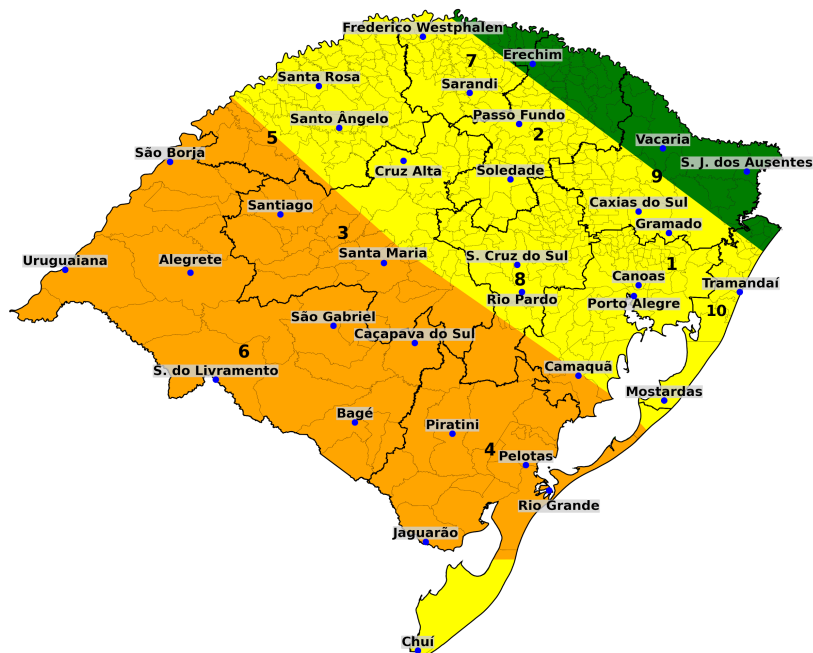 Frederico Westphalen
Erechim
7
Santa Rosa
Sarandi
Santo Ângelo
Passo Fundo
2
5
Vacaria
São Borja
S. J. dos Ausentes
Cruz Alta
Soledade
9
Caxias do Sul
Santiago
Gramado
3
Santa Maria
S. Cruz do Sul
Uruguaiana
Alegrete
1
8
Canoas
Tramandaí
Rio Pardo
Porto Alegre
10
São Gabriel
Caçapava do Sul
6
S. do Livramento
Camaquã
Mostardas
Bagé
Piratini
4
Pelotas
Rio Grande
Jaguarão
Chuí